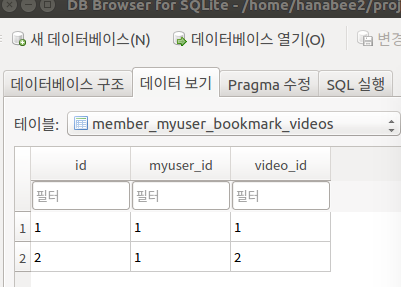 DB Browser for SQLite - /home/hanabee2/proj
새 데이터베이스(N) 데이터베이스 열기(O) 변경
데이터베이스 구조 데이터 보기 Pragma 수정 SQL 실행
테이블: member_myuser_bookmark_videos
id myuser_id video_id
필터 필터 필터
1 1 1 1
2 2 1 2